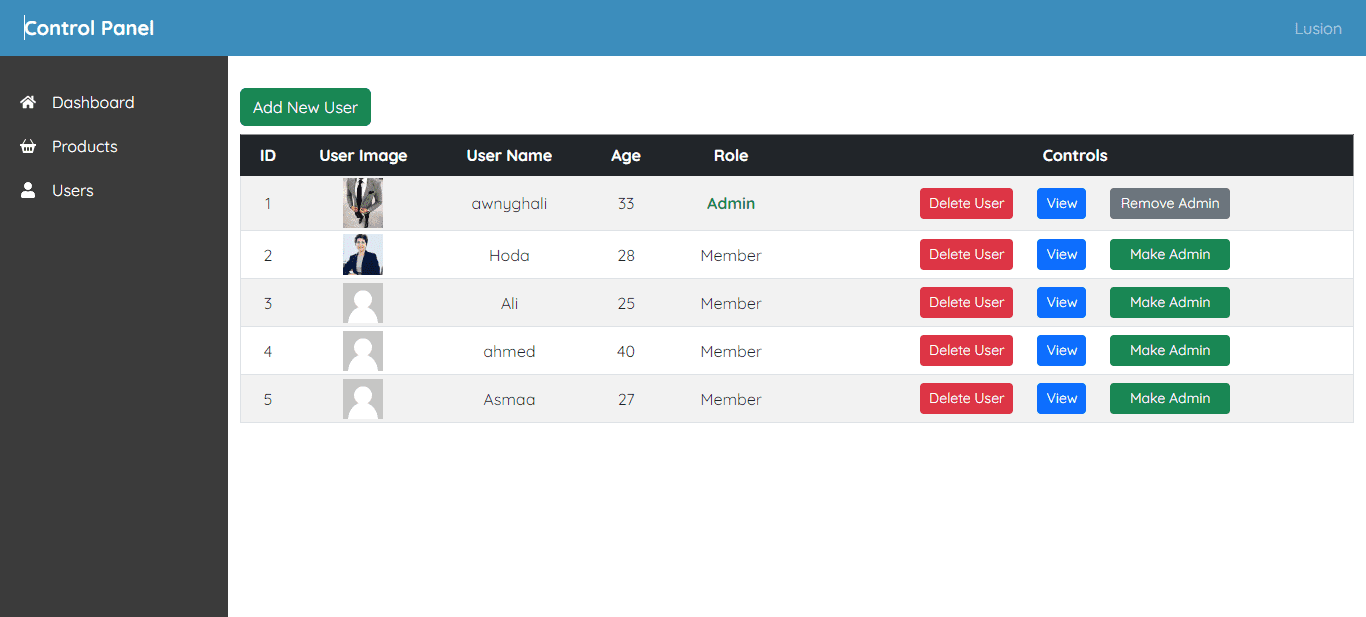 Control Panel Lusion
Dashboard
Products
Users
Add New User
ID User Image User Name Age Role Controls
1 awnyghali 33 Admin Delete User View Remove Admin
2 Hoda 28 Member Delete User View Make Admin
3 Ali 25 Member Delete User View Make Admin
4 ahmed 40 Member Delete User View Make Admin
5 Asmaa 27 Member Delete User View Make Admin